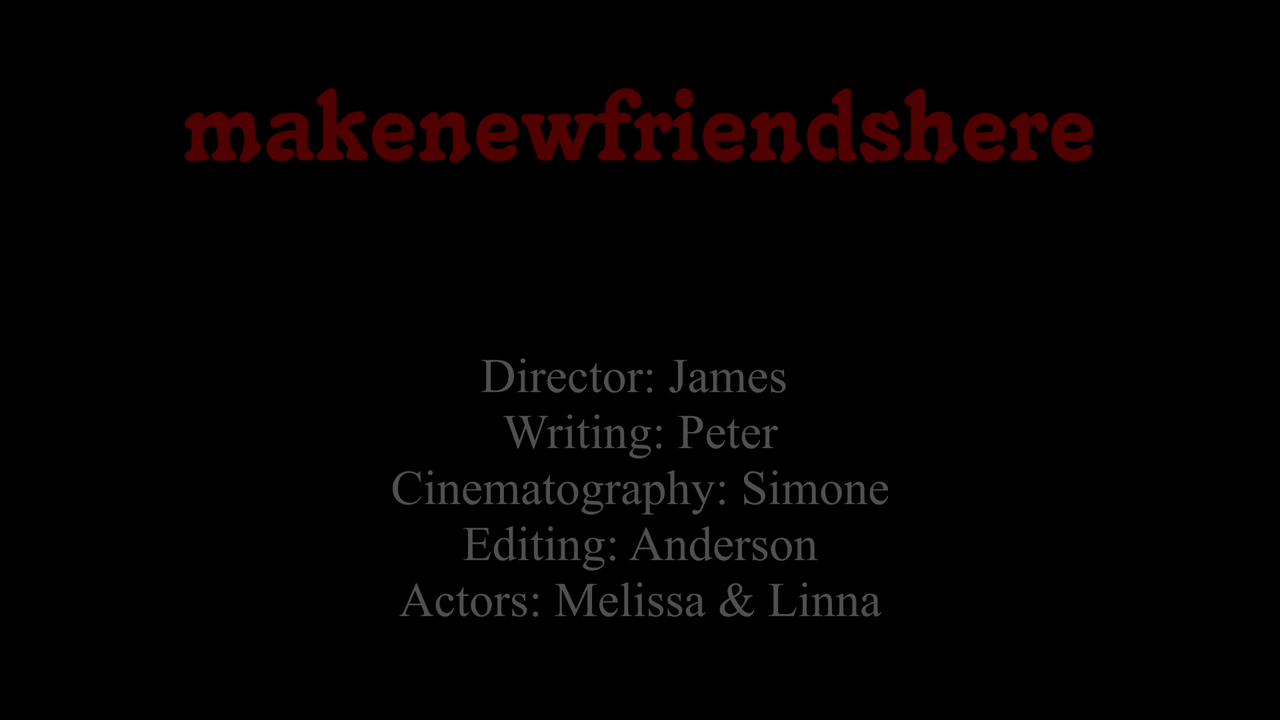 makenewfriendshere
Director: James
Writing: Peter
Cinematography: Simone
Editing: Anderson
Actors: Melissa & Linna